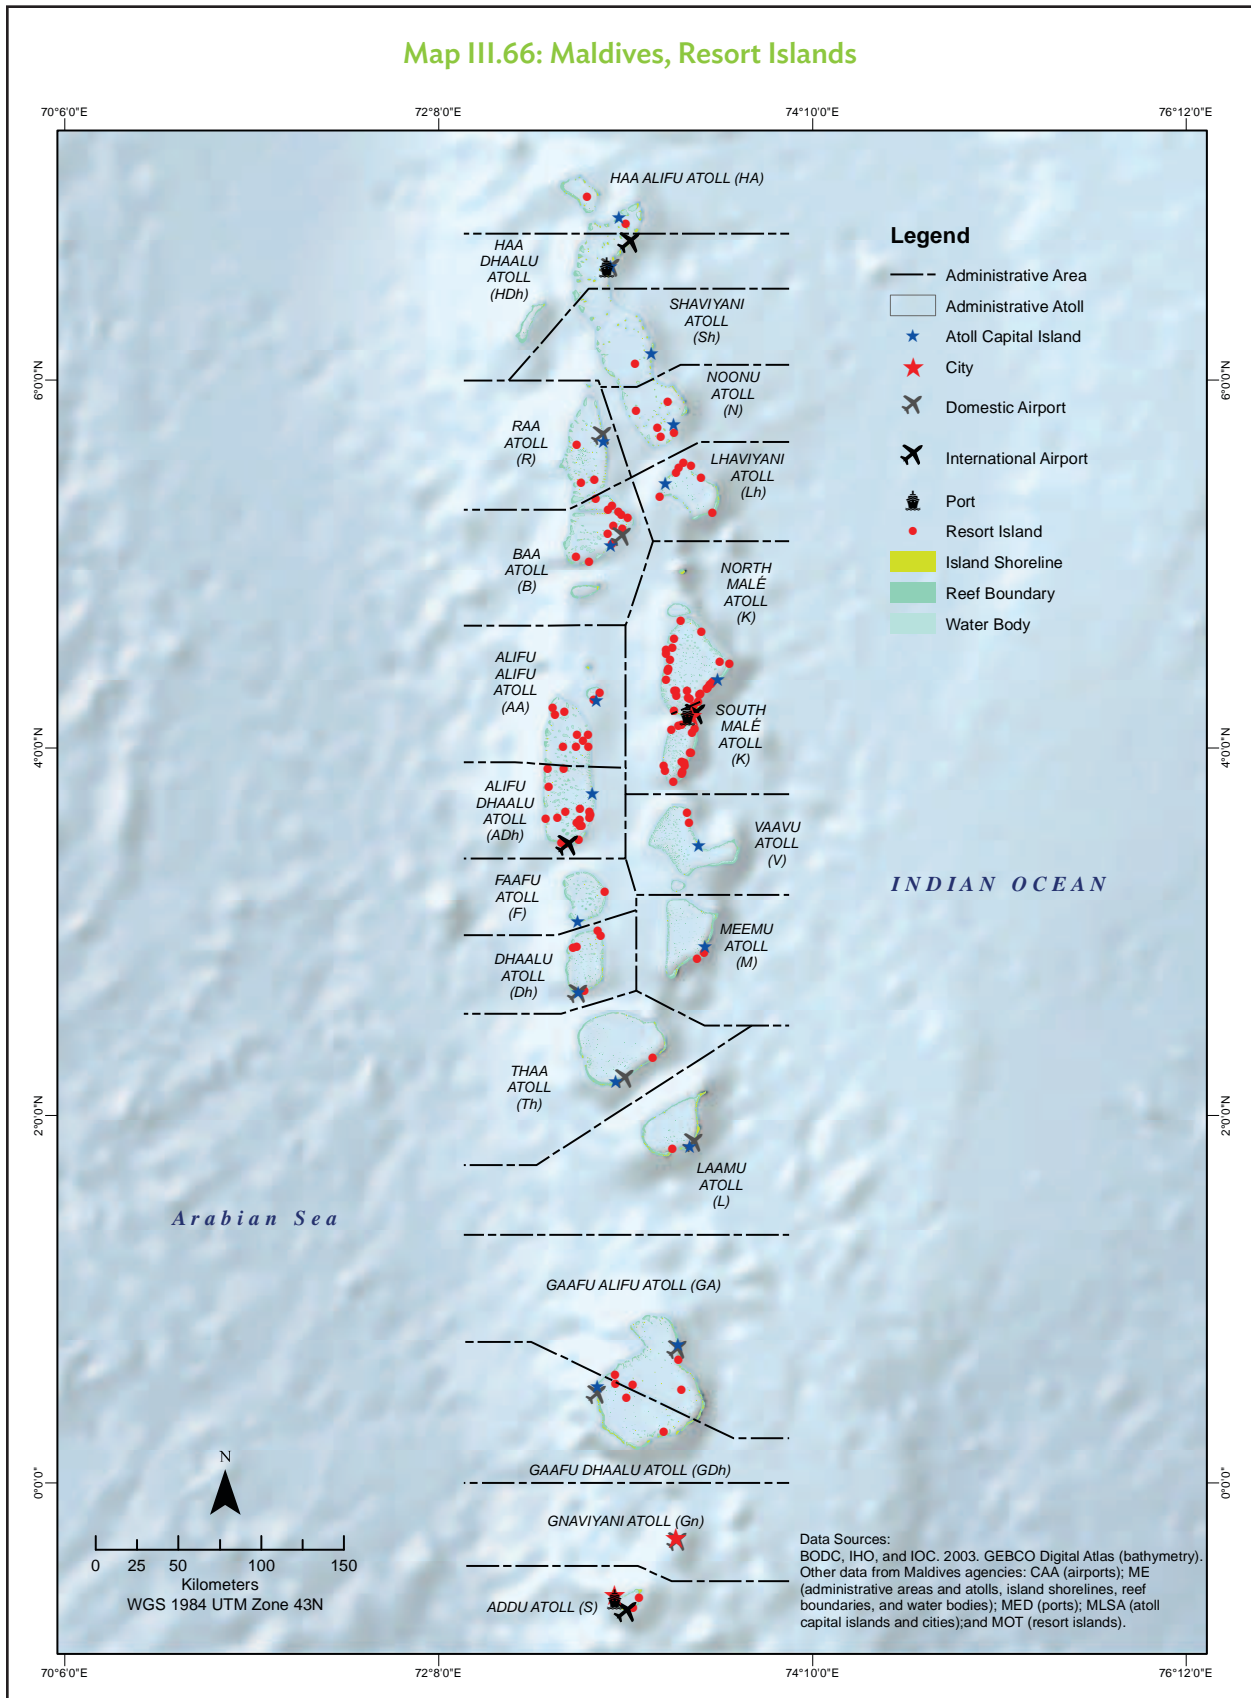 Map III.66: Maldives, Resort Islands
70°6'0"E
72°8'0"E
74°10'0"E
76°12'0"E
HAA ALIFU ATOLL (HA)
HAA
DHAALU
ATOLL
(HDh)
SHAVIYANI
ATOLL
(Sh)
NOONU
ATOLL
(N)
RAA
ATOLL
(R)
LHAVIYANI
ATOLL
(Lh)
BAA
ATOLL
(B)
NORTH
MALÉ
ATOLL
(K)
ALIFU
ALIFU
ATOLL
(AA)
SOUTH
MALÉ
ATOLL
(K)
ALIFU
DHAALU
ATOLL
(ADh)
VAAVU
ATOLL
(V)
FAAFU
ATOLL
(F)
MEEMU
ATOLL
(M)
DHAALU
ATOLL
(Dh)
THAA
ATOLL
(Th)
LAAMU
ATOLL
(L)
GAAFU ALIFU ATOLL (GA)
GAAFU DHAALU ATOLL (GDh)
GNAVIYANI ATOLL (Gn)
ADDU ATOLL (S)
Legend
Administrative Area
Administrative Atoll
Atoll Capital Island
City
Domestic Airport
International Airport
Port
Resort Island
Island Shoreline
Reef Boundary
Water Body
INDIAN OCEAN
Arabian Sea
6°0'0"N
6°0'0"N
4°0'0"N
4°0'0"N
2°0'0"N
2°0'0"N
0°0'0"
0°0'0"
N
0 25 50 100 150
Kilometers
WGS 1984 UTM Zone 43N
Data Sources:
BODC, IHO, and IOC. 2003. GEBCO Digital Atlas (bathymetry).
Other data from Maldives agencies: CAA (airports); ME
(administrative areas and atolls, island shorelines, reef
boundaries, and water bodies); MED (ports); MLSA (atoll
capital islands and cities);and MOT (resort islands).
70°6'0"E
72°8'0"E
74°10'0"E
76°12'0"E